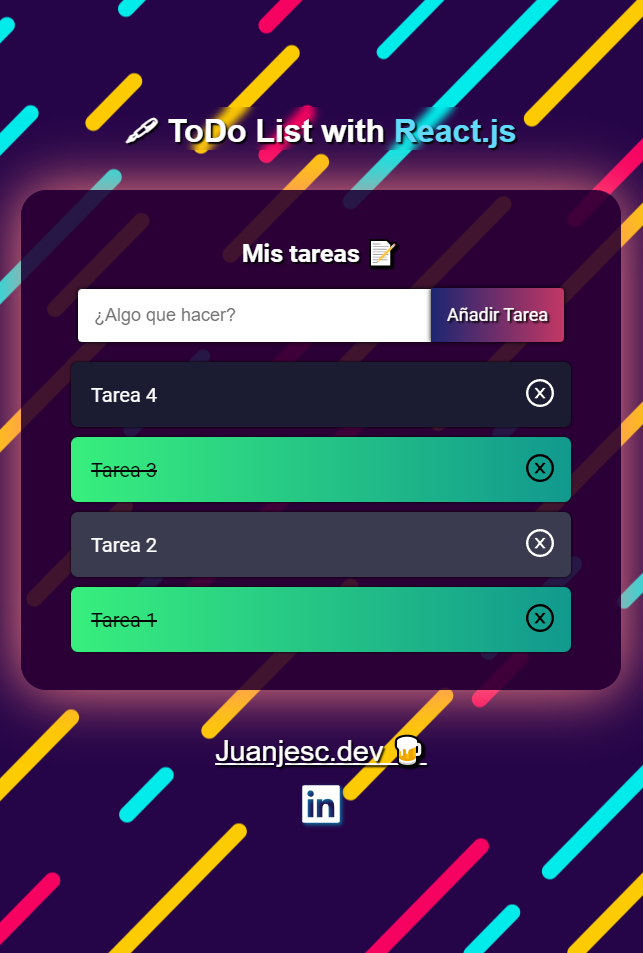 ToDo List with React.js
Mis tareas
¿Algo que hacer?
Añadir Tarea
Tarea 4
Tarea 3
Tarea 2
Tarea 1
Juanjesc.dev
in